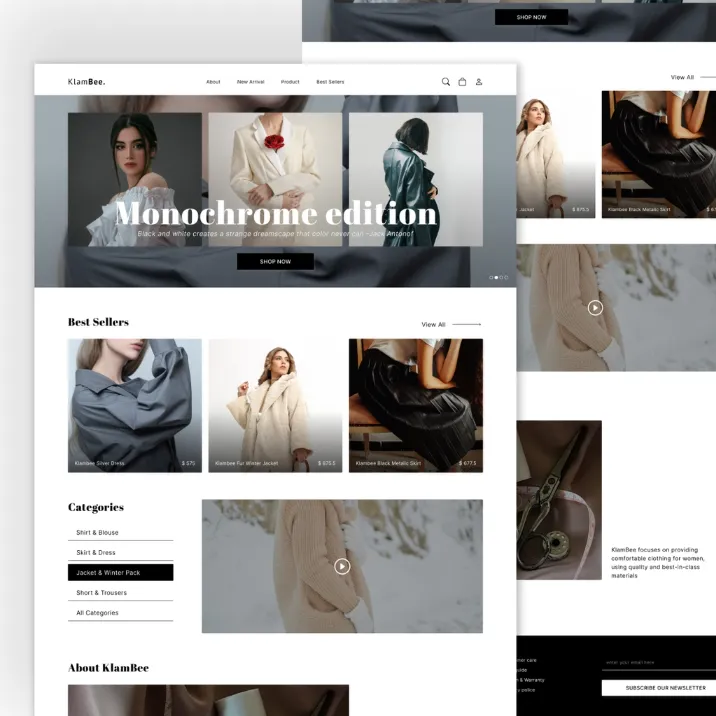 SHOP NOW
View All
KlamBee.
About
New Arrival
Product
Best Sellers
Monochrome edition
Black and white creates a strange dreamscape that color never can -Jack Antonof
SHOP NOW
Best Sellers
View All
Klambee Silver Dress
$ 575
Klambee Fur Winter Jacket
$ 675.5
Klambee Black Metalic Skirt
$ 677.5
Jacket
$ 675.5
Klambee Black Metalic Skirt
Categories
Shirt & Blouse
Skirt & Dress
Jacket & Winter Pack
Short & Trousers
All Categories
About KlamBee
KlamBee focuses on providing
comfortable clothing for women,
using quality and best-in-class
materials
care
& Warranty
enter your email here
SUBSCRIBE OUR NEWSLETTER